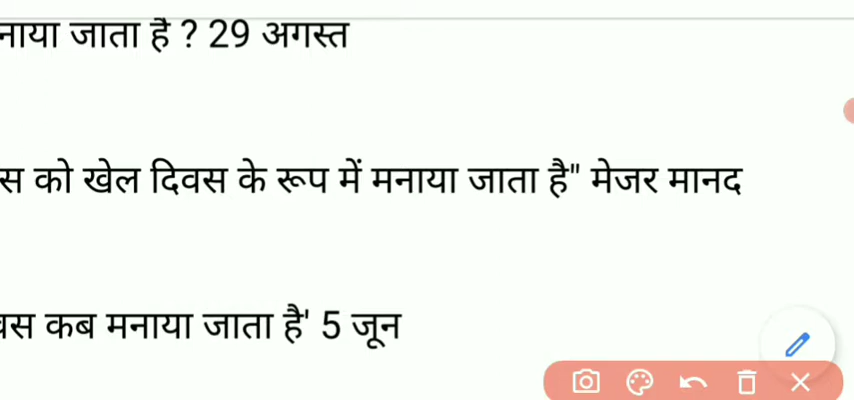 नाया जाता है ? 29 अगस्त
स को खेल दिवस के रूप में मनाया जाता है" मेजर मानद
वस कब मनाया जाता है' 5 जून